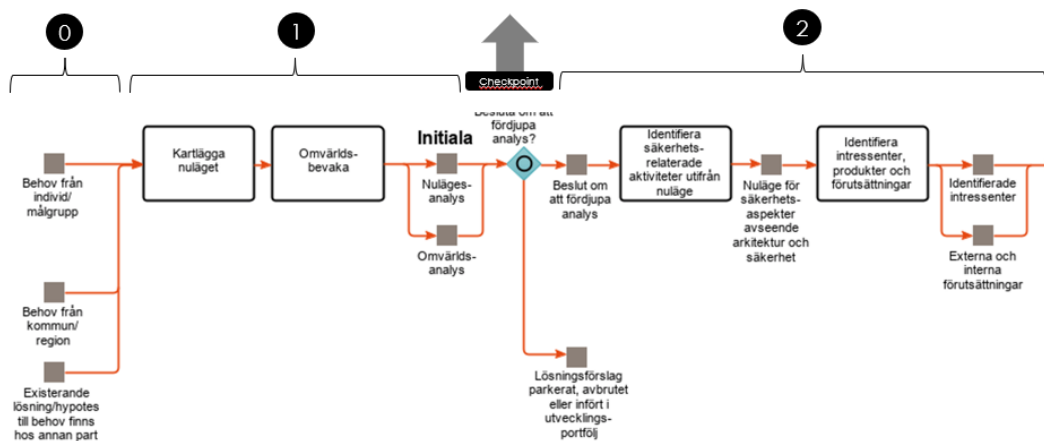 0
1
2
Checkpoint
Besluta om att
fördjupa
analys?
Initiala
Kartlägga
nuläget
Omvärlds-
bevaka
Identifiera
säkerhets-
relaterade
aktiviteter utifrån
nuläge
Identifiera
intressenter,
produkter och
förutsättningar
Behov från
individ/
målgrupp
Nuläges-
analys
Omvärlds-
analys
Beslut om
att fördjupa
analys
Nuläge för
säkerhets-
aspekter
avseende
arkitektur och
säkerhet
Identifierade
intressenter
Externa och
interna
förutsättningar
Behov från
kommun/
region
Existerande
lösning/hypotes
till behov finns
hos annan part
Lösningsförslag
parkerat, avbrutet
eller infört i
utvecklings-
portfölj